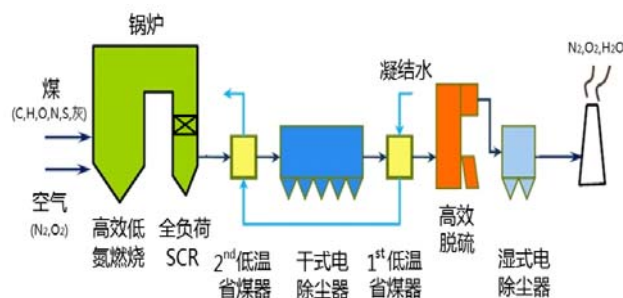 锅炉
N2,O2,H2O
煤
(C,H,O,N,S,灰)
凝结水
空气
(N2,O2)
高效低
氮燃烧
全负荷
SCR
2nd低温
省煤器
干式电
除尘器
1st低温
省煤器
高效
脱硫
湿式电
除尘器